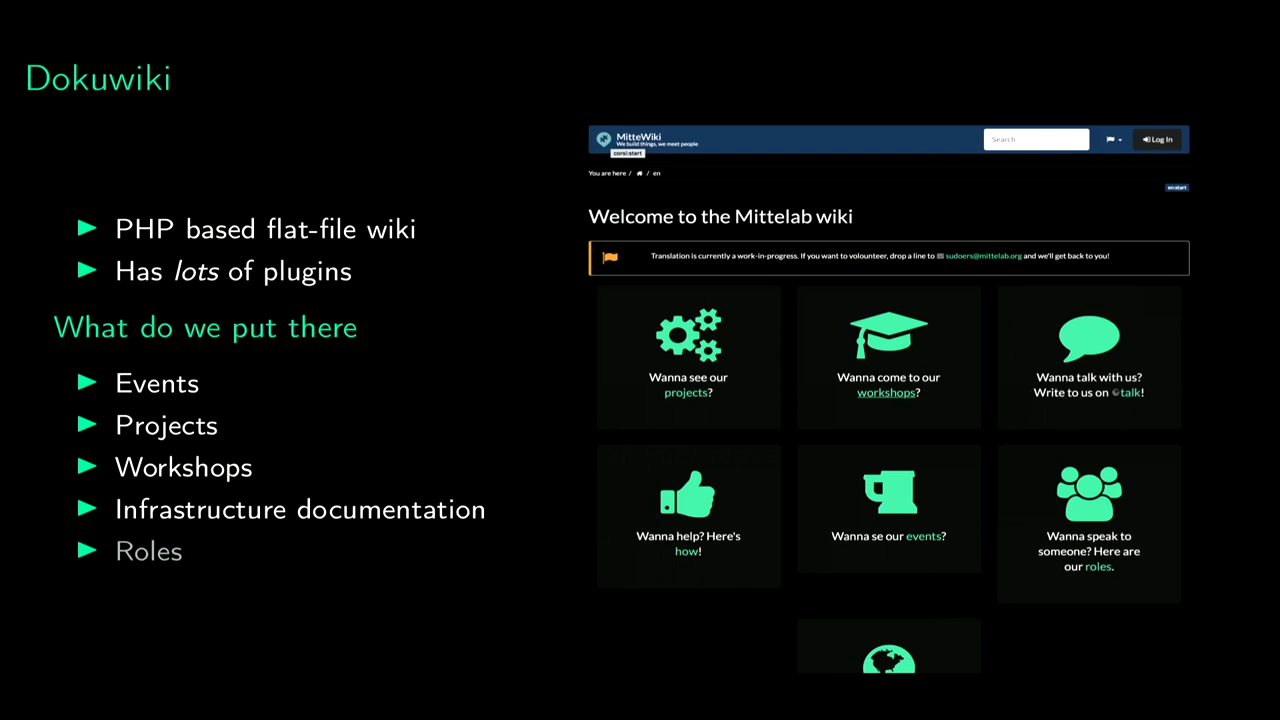 Dokuwiki
PHP based flat-file wiki
Has lots of plugins
What do we put there
Events
Projects
Workshops
Infrastructure documentation
Roles
MitteWiki
We build things, we meet people
corsi:start
Search
Log In
You are here / / en
en:start
Welcome to the Mittelab wiki
Translation is currently a work-in-progress. If you want to volounteer, drop a line to sudoers@mittelab.org and we'll get back to you!
Wanna see our
projects?
Wanna come to our
workshops?
Wanna talk with us?
Write to us on talk!
Wanna help? Here's
how!
Wanna se our events?
Wanna speak to
someone? Here are
our roles.